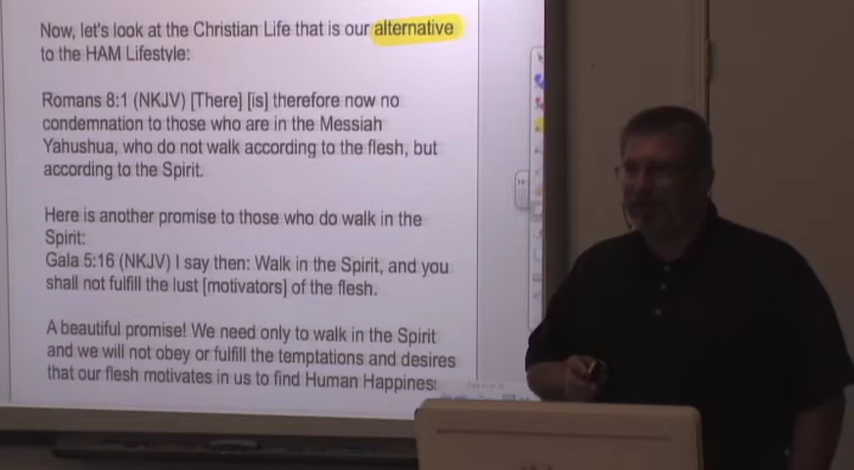 Now, let's look at the Christian Life that is our alternative
to the HAM Lifestyle:
Romans 8:1 (NKJV) [There] [is] therefore now no
condemnation to those who are in the Messiah
Yahushua, who do not walk according to the flesh, but
according to the Spirit.
Here is another promise to those who do walk in the
Spirit:
Gala 5:16 (NKJV) I say then: Walk in the Spirit, and you
shall not fulfill the lust [motivators] of the flesh.
A beautiful promise! We need only to walk in the Spirit
and we will not obey or fulfill the temptations and desires
that our flesh motivates in us to find Human Happines: